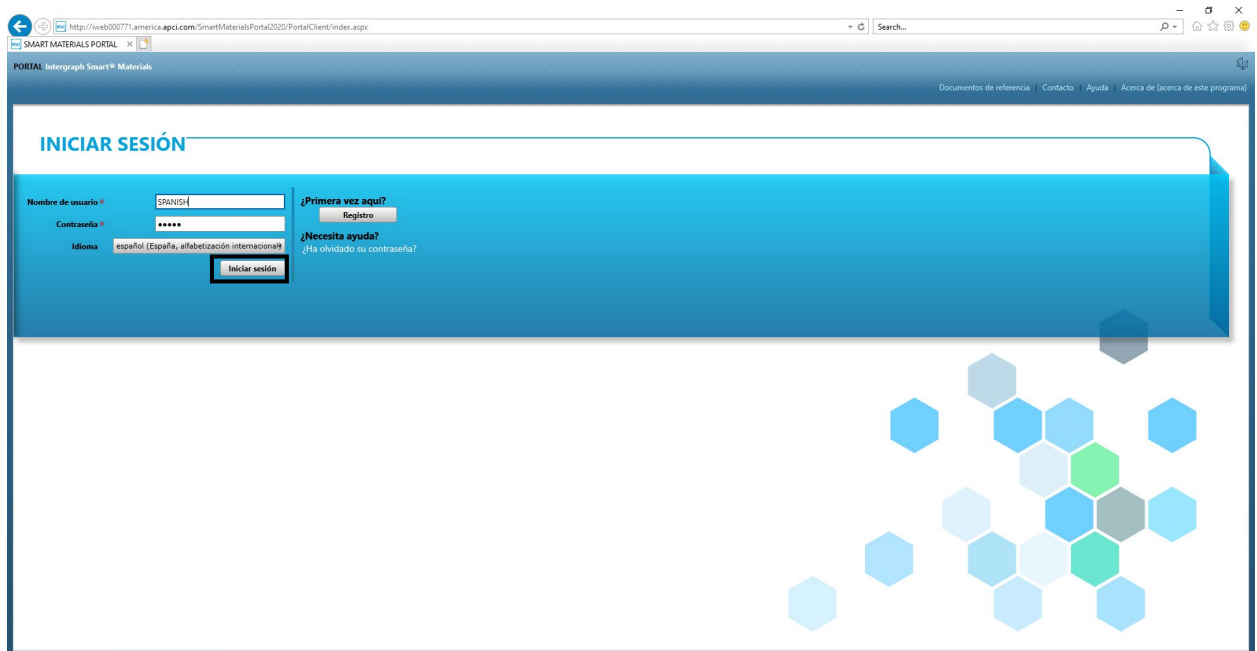 http://iweb000771.america.apci.com/SmartMaterialsPortal2020/PortalClient/index.aspx
Search...
SMART MATERIALS PORTAL
PORTAL Intergraph Smart® Materials
Documentos de referencia | Contacto | Ayuda | Acerca de (acerca de este programa)
INICIAR SESIÓN
Nombre de usuario * SPANISH
Contraseña * •••••
Idioma español (España, alfabetización internacional)
Iniciar sesión
¿Primera vez aquí?
Registro
¿Necesita ayuda?
¿Ha olvidado su contraseña?